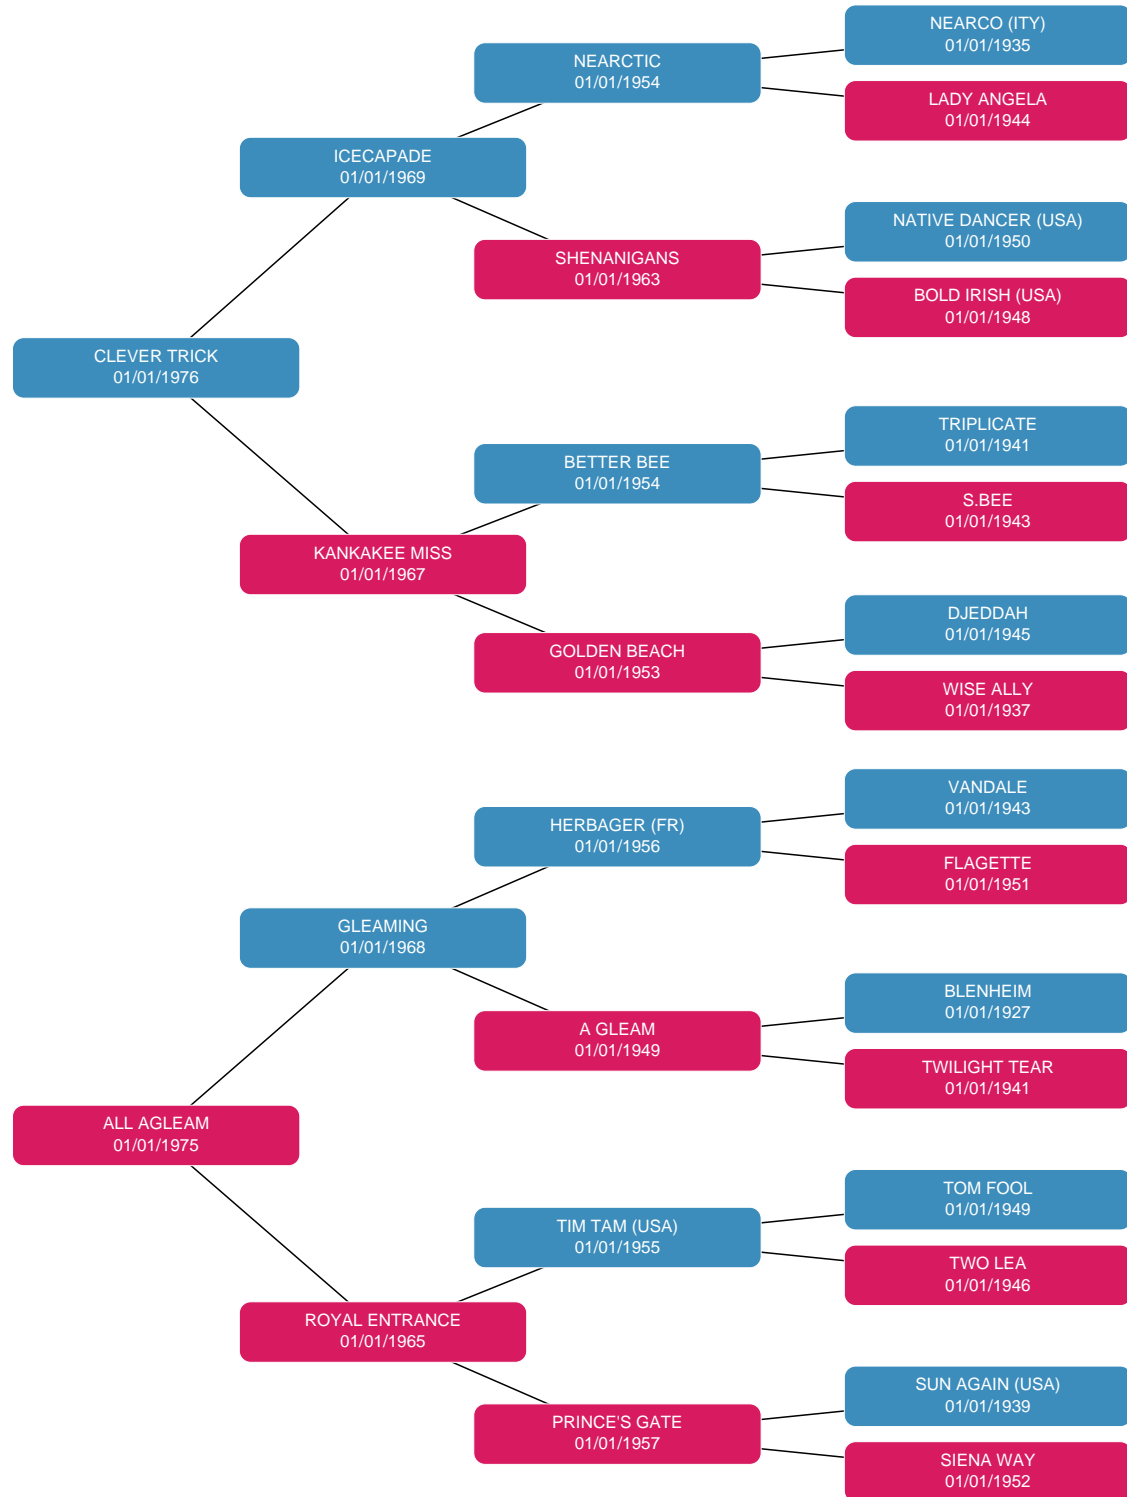 NEARCO (ITY)
01/01/1935
NEARCTIC
01/01/1954
LADY ANGELA
01/01/1944
ICECAPADE
01/01/1969
NATIVE DANCER (USA)
01/01/1950
SHENANIGANS
01/01/1963
BOLD IRISH (USA)
01/01/1948
CLEVER TRICK
01/01/1976
TRIPLICATE
01/01/1941
BETTER BEE
01/01/1954
S.BEE
01/01/1943
KANKAKEE MISS
01/01/1967
DJEDDAH
01/01/1945
GOLDEN BEACH
01/01/1953
WISE ALLY
01/01/1937
VANDALE
01/01/1943
HERBAGER (FR)
01/01/1956
FLAGETTE
01/01/1951
GLEAMING
01/01/1968
BLENHEIM
01/01/1927
A GLEAM
01/01/1949
TWILIGHT TEAR
01/01/1941
ALL AGLEAM
01/01/1975
TOM FOOL
01/01/1949
TIM TAM (USA)
01/01/1955
TWO LEA
01/01/1946
ROYAL ENTRANCE
01/01/1965
SUN AGAIN (USA)
01/01/1939
PRINCE'S GATE
01/01/1957
SIENA WAY
01/01/1952